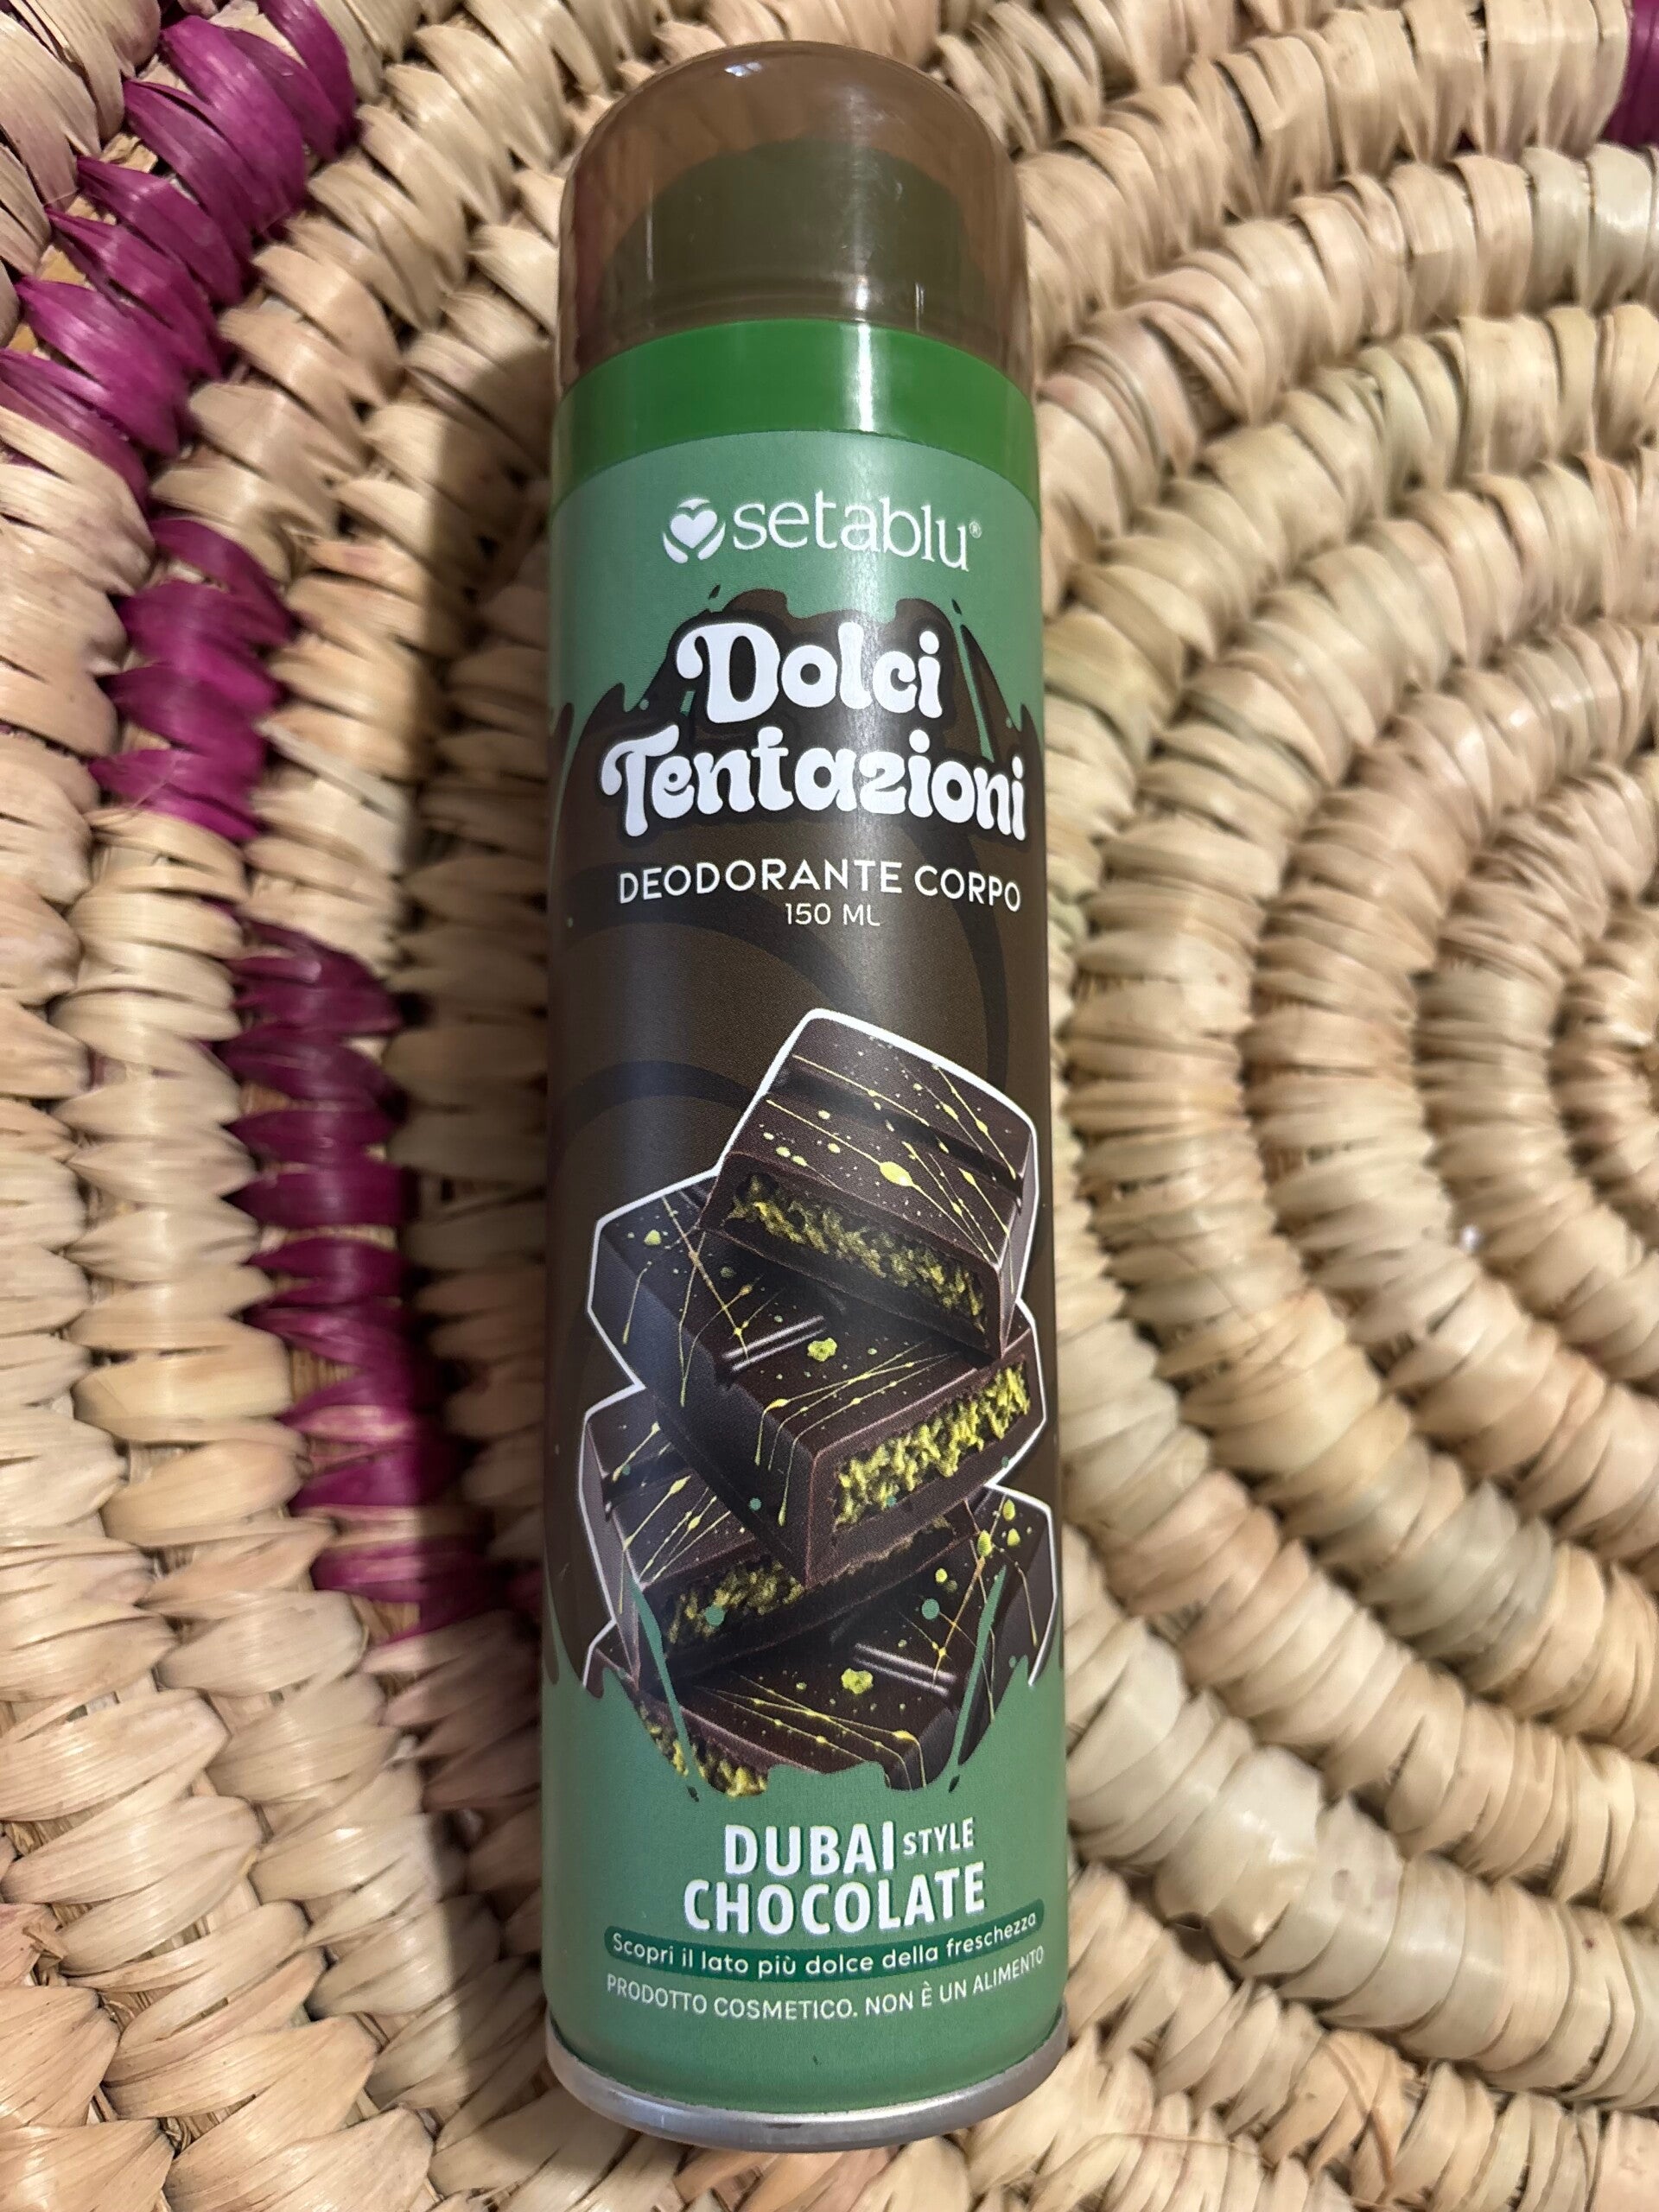 setablu®
Dolci
Tentazioni
DEODORANTE CORPO
150 ML
DUBAI STYLE
CHOCOLATE
Scopri il lato più dolce della freschezza
PRODOTTO COSMETICO. NON È UN ALIMENTO